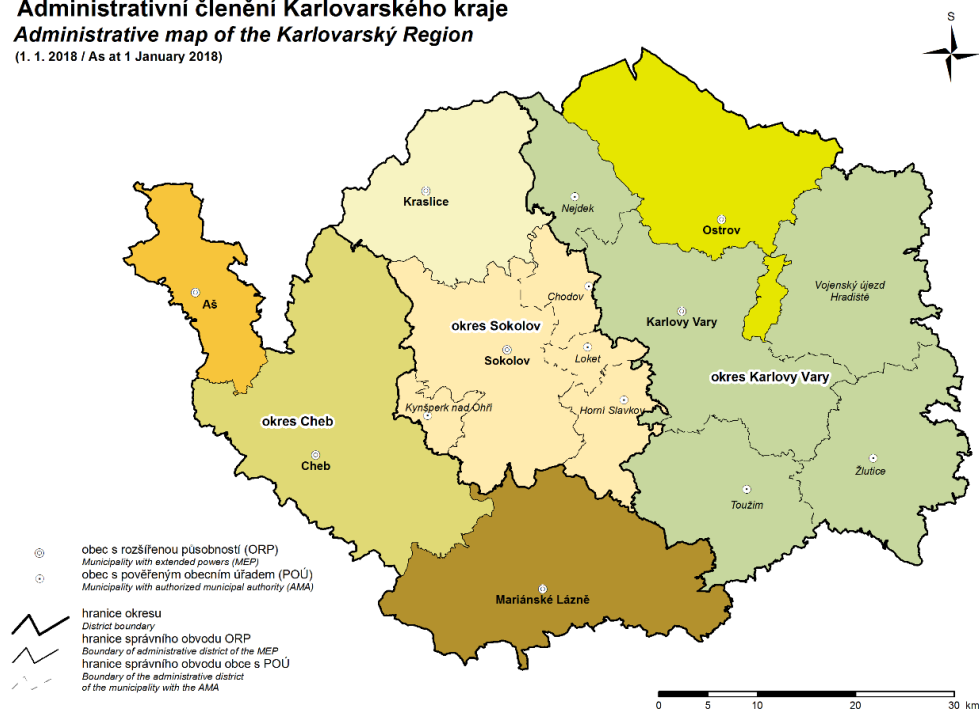 Administrativní členění Karlovarského kraje
Administrative map of the Karlovarský Region
(1. 1. 2018 / As at 1 January 2018)
S
Kraslice
Nejdek
Ostrov
Aš
Chodov
Vojenský újezd
Hradiště
okres Sokolov
Karlovy Vary
Sokolov
Loket
okres Karlovy Vary
Kynšperk nad Ohří
Horní Slavkov
okres Cheb
Cheb
Žlutice
Toužim
Mariánské Lázně
obec s rozšířenou působností (ORP)
Municipality with extended powers (MEP)
obec s pověřeným obecním úřadem (POÚ)
Municipality with authorized municipal authority (AMA)
hranice okresu
District boundary
hranice správního obvodu ORP
Boundary of administrative district of the MEP
hranice správního obvodu obce s POÚ
Boundary of the administrative district
of the municipality with the AMA
0 5 10 20 30 km